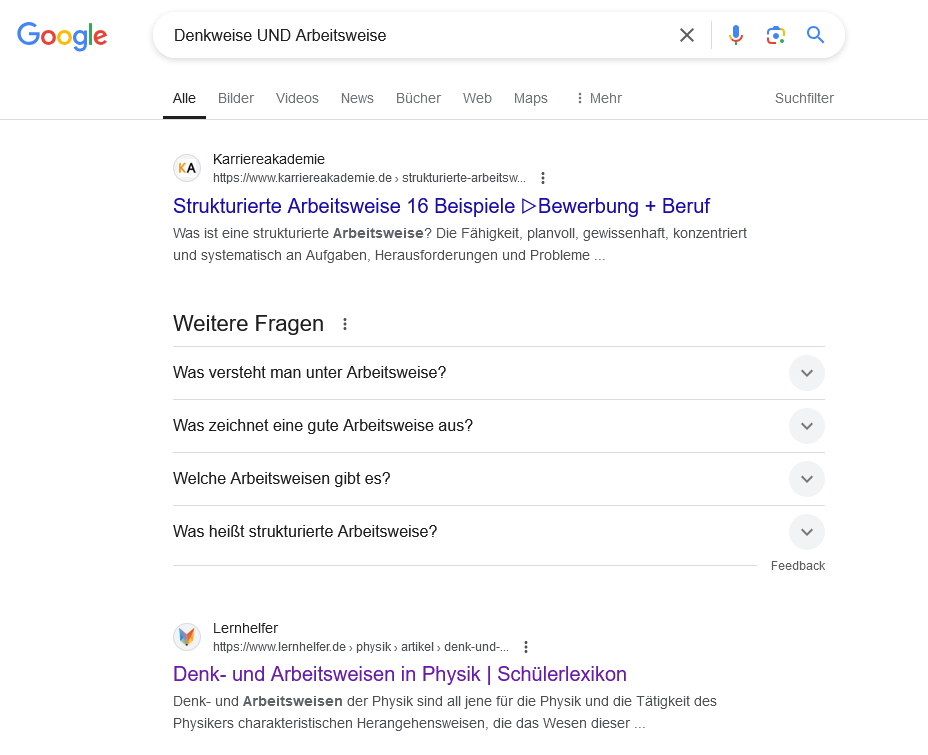 Google
Denkweise UND Arbeitsweise
Alle Bilder Videos News Bücher Web Maps Mehr Suchfilter
KA
Karriereakademie
https://www.karriereakademie.de › strukturierte-arbeitsw...
Strukturierte Arbeitsweise 16 Beispiele ▷Bewerbung + Beruf
Was ist eine strukturierte Arbeitsweise? Die Fähigkeit, planvoll, gewissenhaft, konzentriert
und systematisch an Aufgaben, Herausforderungen und Probleme ...
Weitere Fragen
Was versteht man unter Arbeitsweise?
Was zeichnet eine gute Arbeitsweise aus?
Welche Arbeitsweisen gibt es?
Was heißt strukturierte Arbeitsweise?
Feedback
Lernhelfer
https://www.lernhelfer.de › physik › artikel › denk-und-...
Denk- und Arbeitsweisen in Physik | Schülerlexikon
Denk- und Arbeitsweisen der Physik sind all jene für die Physik und die Tätigkeit des
Physikers charakteristischen Herangehensweisen, die das Wesen dieser ...